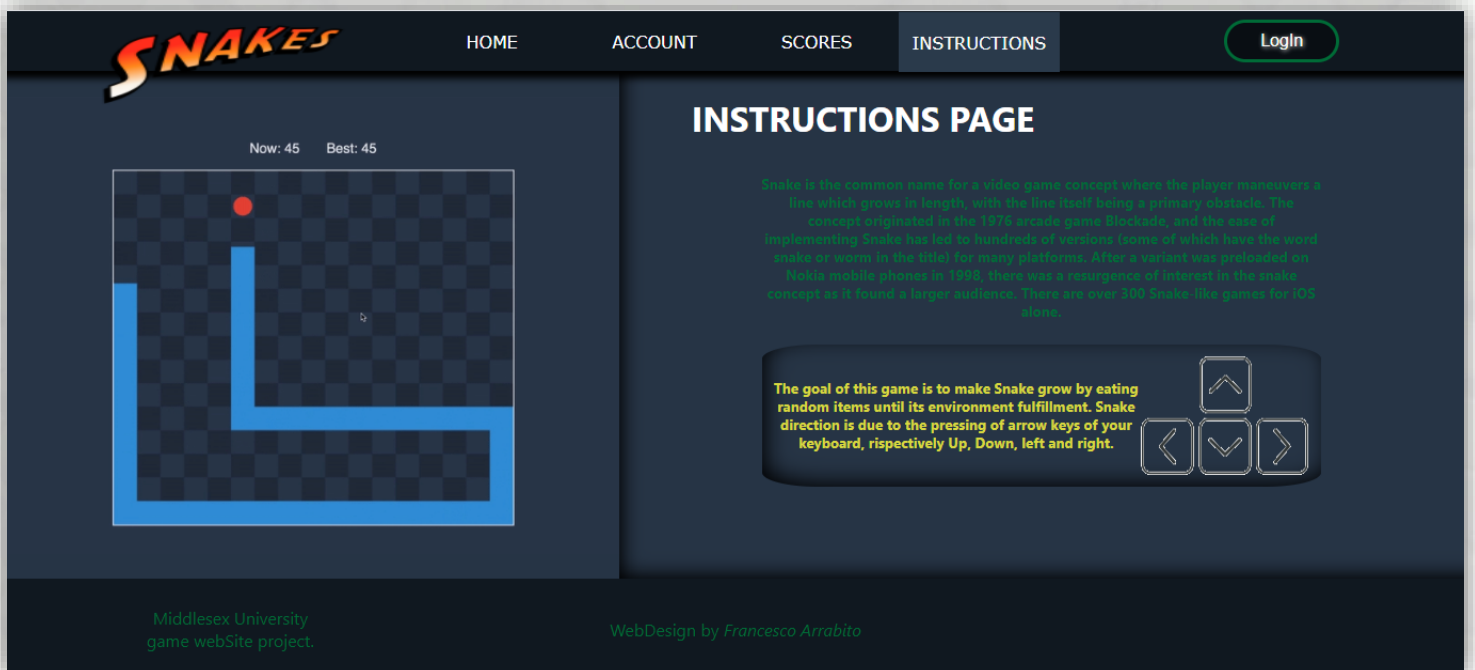 SNAKES
HOME
ACCOUNT
SCORES
INSTRUCTIONS
LogIn
Now: 45
Best: 45
INSTRUCTIONS PAGE
Snake is the common name for a video game concept where the player maneuvers a
line which grows in length, with the line itself being a primary obstacle. The
concept originated in the 1976 arcade game Blockade, and the ease of
implementing Snake has led to hundreds of versions (some of which have the word
snake or worm in the title) for many platforms. After a variant was preloaded on
Nokia mobile phones in 1998, there was a resurgence of interest in the snake
concept as it found a larger audience. There are over 300 Snake-like games for iOS
alone.
The goal of this game is to make Snake grow by eating
random items until its environment fulfillment. Snake
direction is due to the pressing of arrow keys of your
keyboard, rispectively Up, Down, left and right.
Middlesex University
game webSite project.
WebDesign by Francesco Arrabito